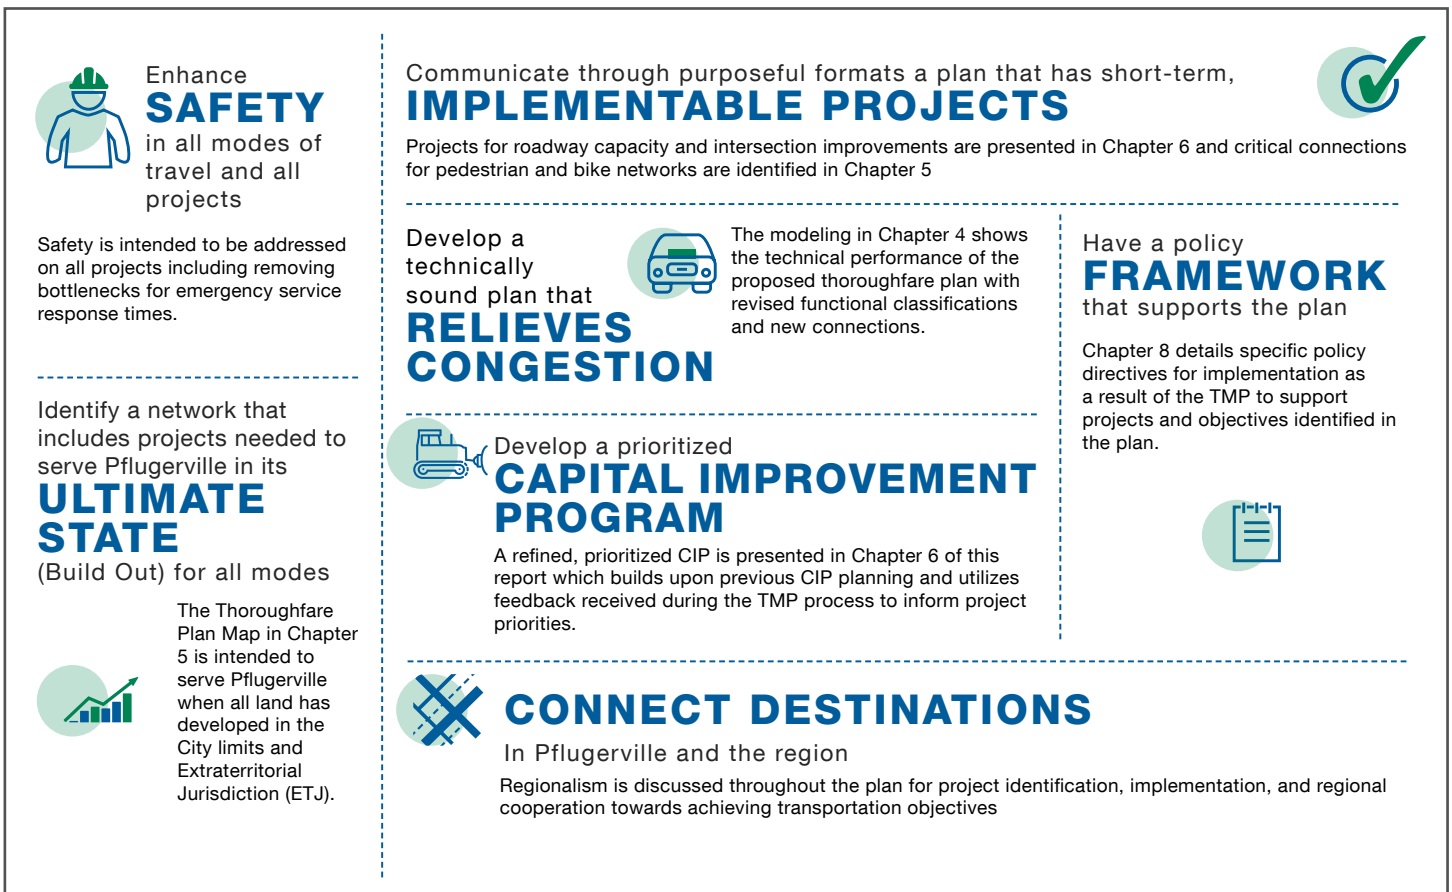 Enhance
SAFETY
in all modes of
travel and all
projects
Safety is intended to be addressed
on all projects including removing
bottlenecks for emergency service
response times.
Identify a network that
includes projects needed to
serve Pflugerville in its
ULTIMATE
STATE
(Build Out) for all modes
The Thoroughfare
Plan Map in Chapter
5 is intended to
serve Pflugerville
when all land has
developed in the
City limits and
Extraterritorial
Jurisdiction (ETJ).
Communicate through purposeful formats a plan that has short-term,
IMPLEMENTABLE PROJECTS
Projects for roadway capacity and intersection improvements are presented in Chapter 6 and critical connections
for pedestrian and bike networks are identified in Chapter 5
Develop a
technically
sound plan that
RELIEVES
CONGESTION
The modeling in Chapter 4 shows
the technical performance of the
proposed thoroughfare plan with
revised functional classifications
and new connections.
Develop a prioritized
CAPITAL IMPROVEMENT
PROGRAM
A refined, prioritized CIP is presented in Chapter 6 of this
report which builds upon previous CIP planning and utilizes
feedback received during the TMP process to inform project
priorities.
Have a policy
FRAMEWORK
that supports the plan
Chapter 8 details specific policy
directives for implementation as
a result of the TMP to support
projects and objectives identified in
the plan.
CONNECT DESTINATIONS
In Pflugerville and the region
Regionalism is discussed throughout the plan for project identification, implementation, and regional
cooperation towards achieving transportation objectives